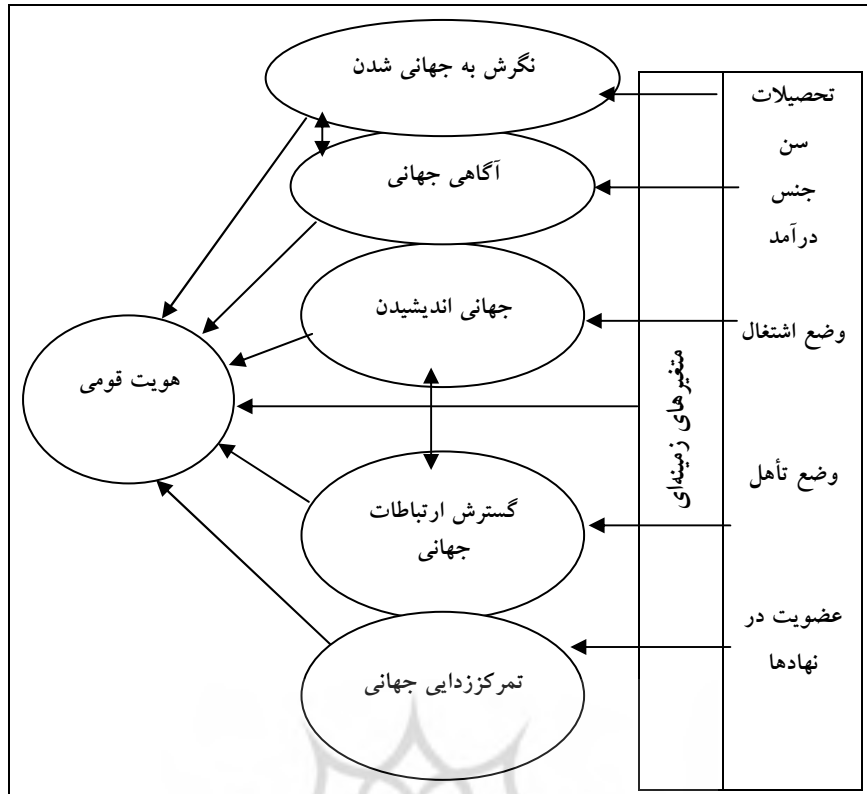 نگرش به جهانی شدن
آگاهی جهانی
جهانی اندیشیدن
هویت قومی
گسترش ارتباطات
جهانی
تمرکززدایی جهانی
متغیرهای زمینه‌ای
تحصیلات
سن
جنس
درآمد
وضع اشتغال
وضع تأهل
عضویت در
نهادها